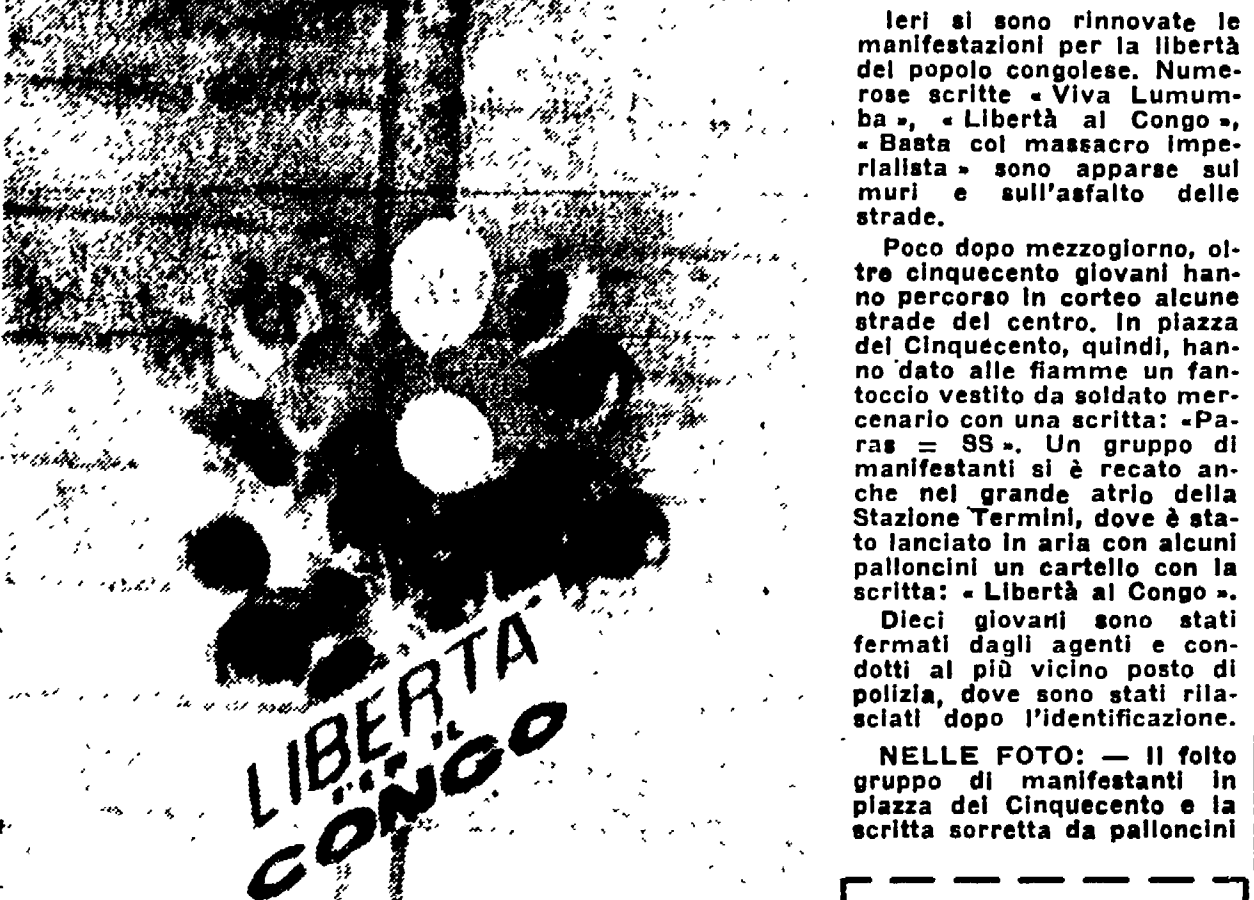 LIBERTA'
PER IL
CONGO
Ieri si sono rinnovate le
manifestazioni per la libertà
del popolo congolese. Nume-
rose scritte « Viva Lumum-
ba », « Libertà al Congo »,
« Basta col massacro impe-
rialista » sono apparse sui
muri e sull'asfalto delle
strade.
Poco dopo mezzogiorno, ol-
tre cinquecento giovani han-
no percorso in corteo alcune
strade del centro. In piazza
dei Cinquecento, quindi, han-
no dato alle fiamme un fan-
toccio vestito da soldato mer-
cenario con una scritta: «Pa-
ras = SS ». Un gruppo di
manifestanti si è recato an-
che nel grande atrio della
Stazione Termini, dove è sta-
to lanciato in aria con alcuni
palloncini un cartello con la
scritta: « Libertà al Congo ».
Dieci giovani sono stati
fermati dagli agenti e con-
dotti al più vicino posto di
polizia, dove sono stati rila-
sciati dopo l'identificazione.
NELLE FOTO: — Il folto
gruppo di manifestanti in
piazza dei Cinquecento e la
scritta sorretta da palloncini